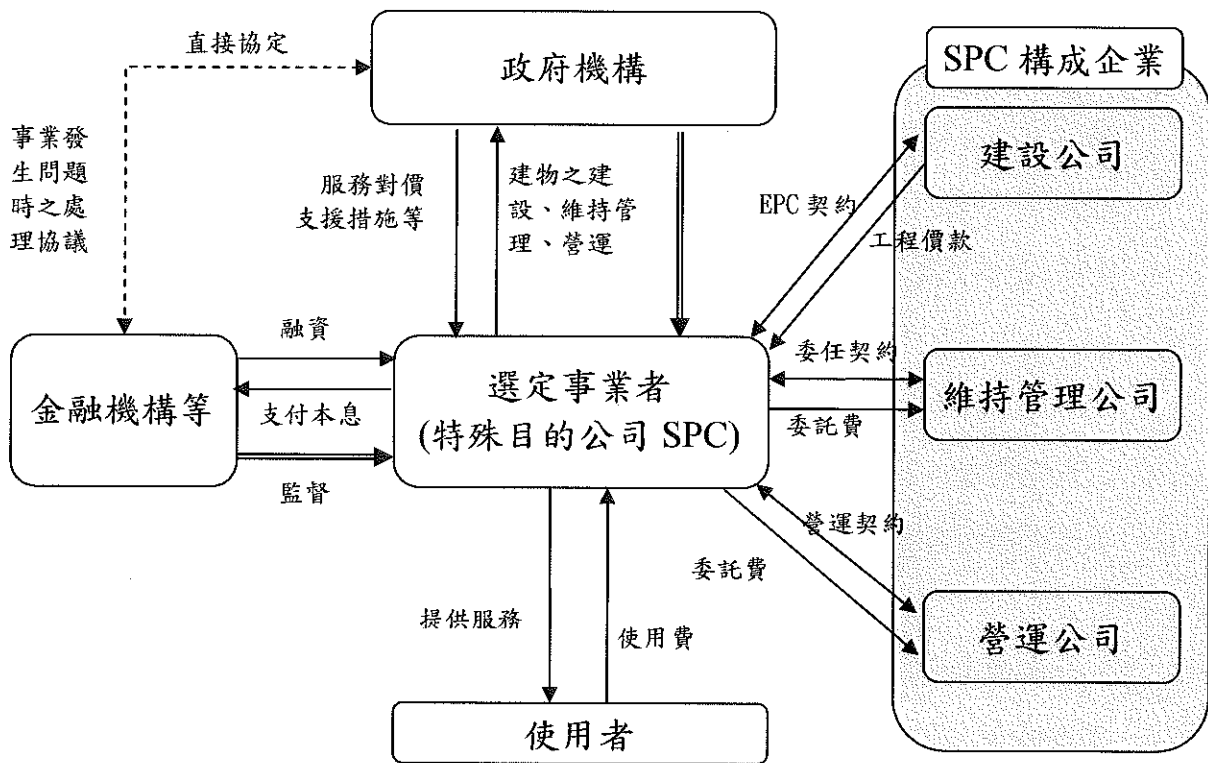 直接協定
政府機構
SPC 構成企業
建設公司
事業發
生問題
時之處
理協議
服務對價
支援措施等
建物之建
設、維持管
理、營運
EPC 契約
工程價款
融資
金融機構等
支付本息
監督
選定事業者
(特殊目的公司 SPC)
委任契約
委託費
維持管理公司
營運契約
委託費
營運公司
提供服務
使用費
使用者